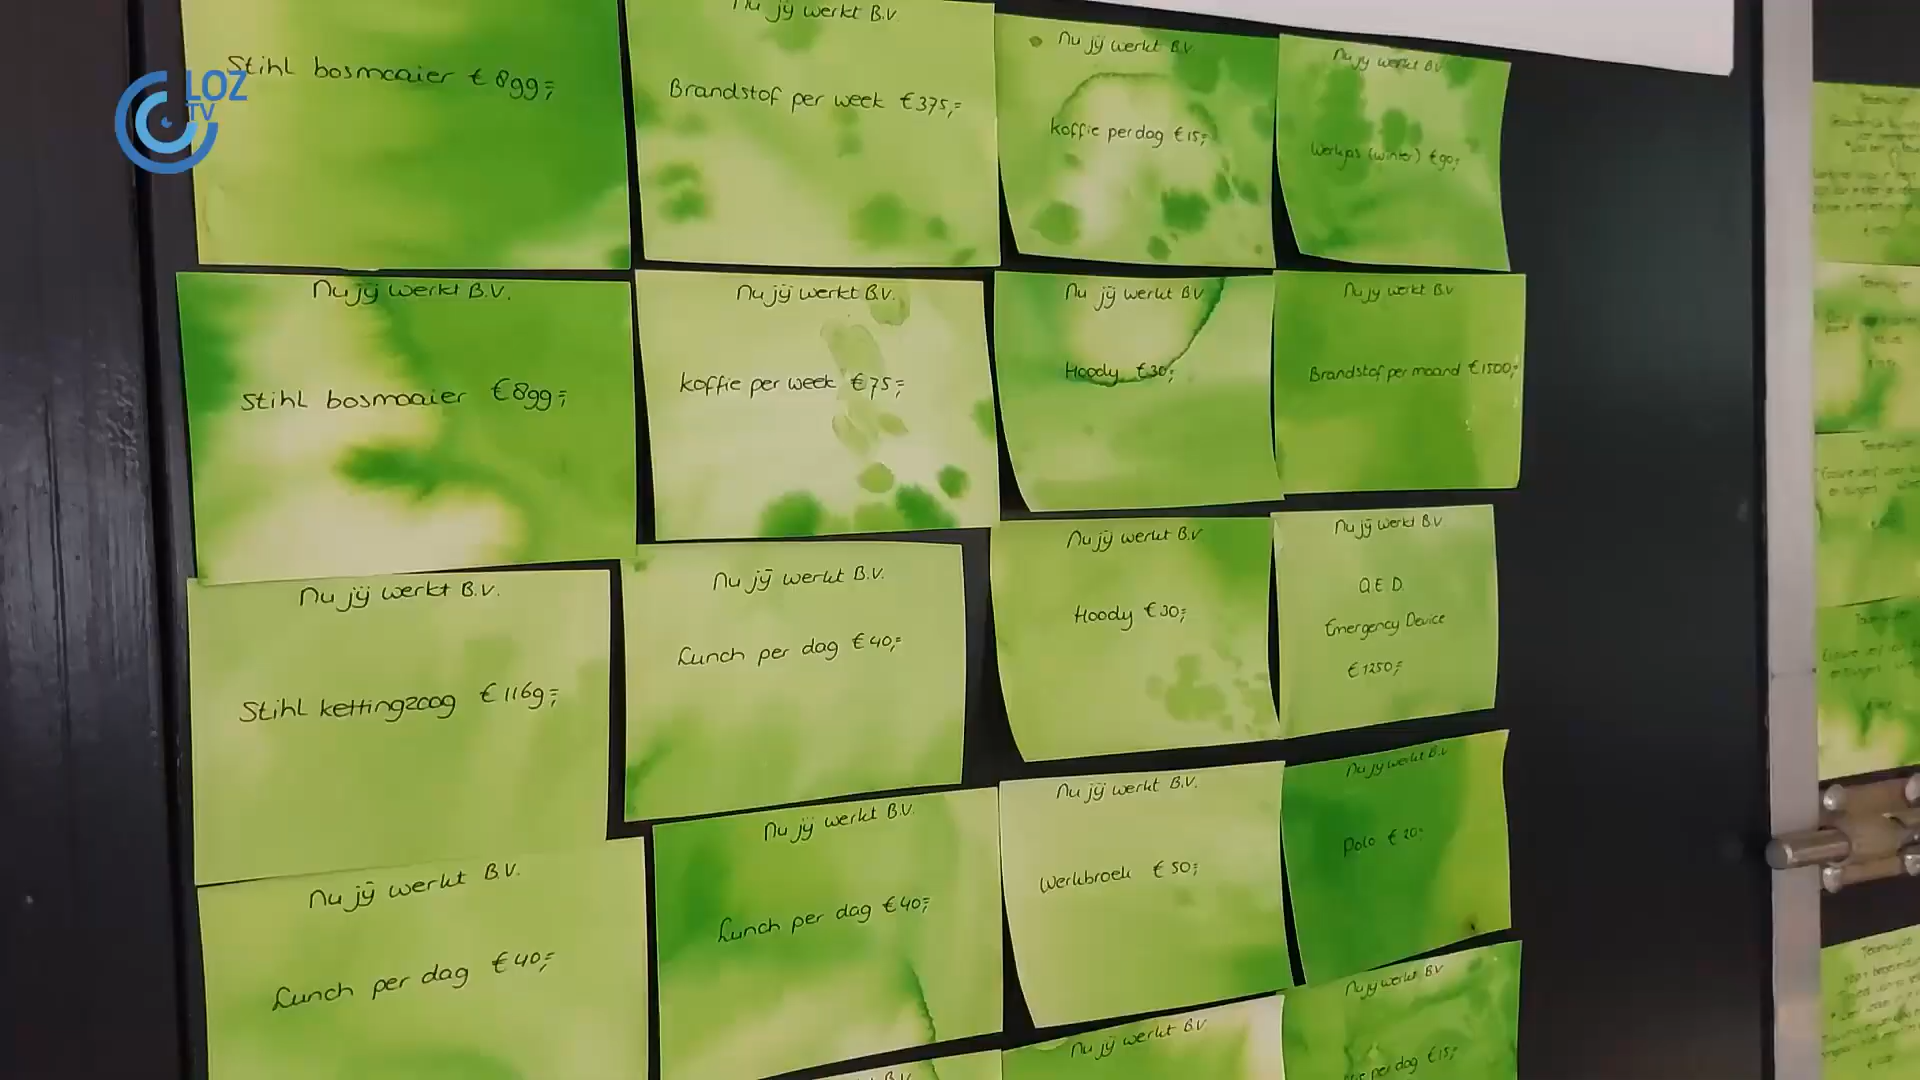 LOZ
TV
Stihl bosmaaier € 899,=
Nu jij werkt B.V.
Brandstof per week € 375,=
Nu jij werkt B.V.
koffie per dag € 15,=
Nu jij werkt B.V.
Werkjas (winter) € 90,=
Nu jij werkt B.V.
Stihl bosmaaier € 899,=
Nu jij werkt B.V.
koffie per week € 75,=
Nu jij werkt B.V
Hoody € 30,=
Nu jij werkt B.V
Brandstof per maand € 1500,=
Nu jij werkt B.V.
Stihl kettingzaag € 1169,=
Nu jij werkt B.V.
Lunch per dag € 40,=
Nu jij werkt B.V
Hoody € 30,=
Nu jij werkt B.V
Q.E.D.
Emergency Device
€ 1250,=
Nu jij werkt B.V.
Lunch per dag € 40,=
Nu jij werkt B.V.
Lunch per dag € 40,=
Nu jij werkt B.V.
Werkbroek € 50,=
Nu jij werkt B.V
Polo € 20,=
Nu jij werkt B.V
Nu jij werkt B.V
per dag € 15,=
B.V.